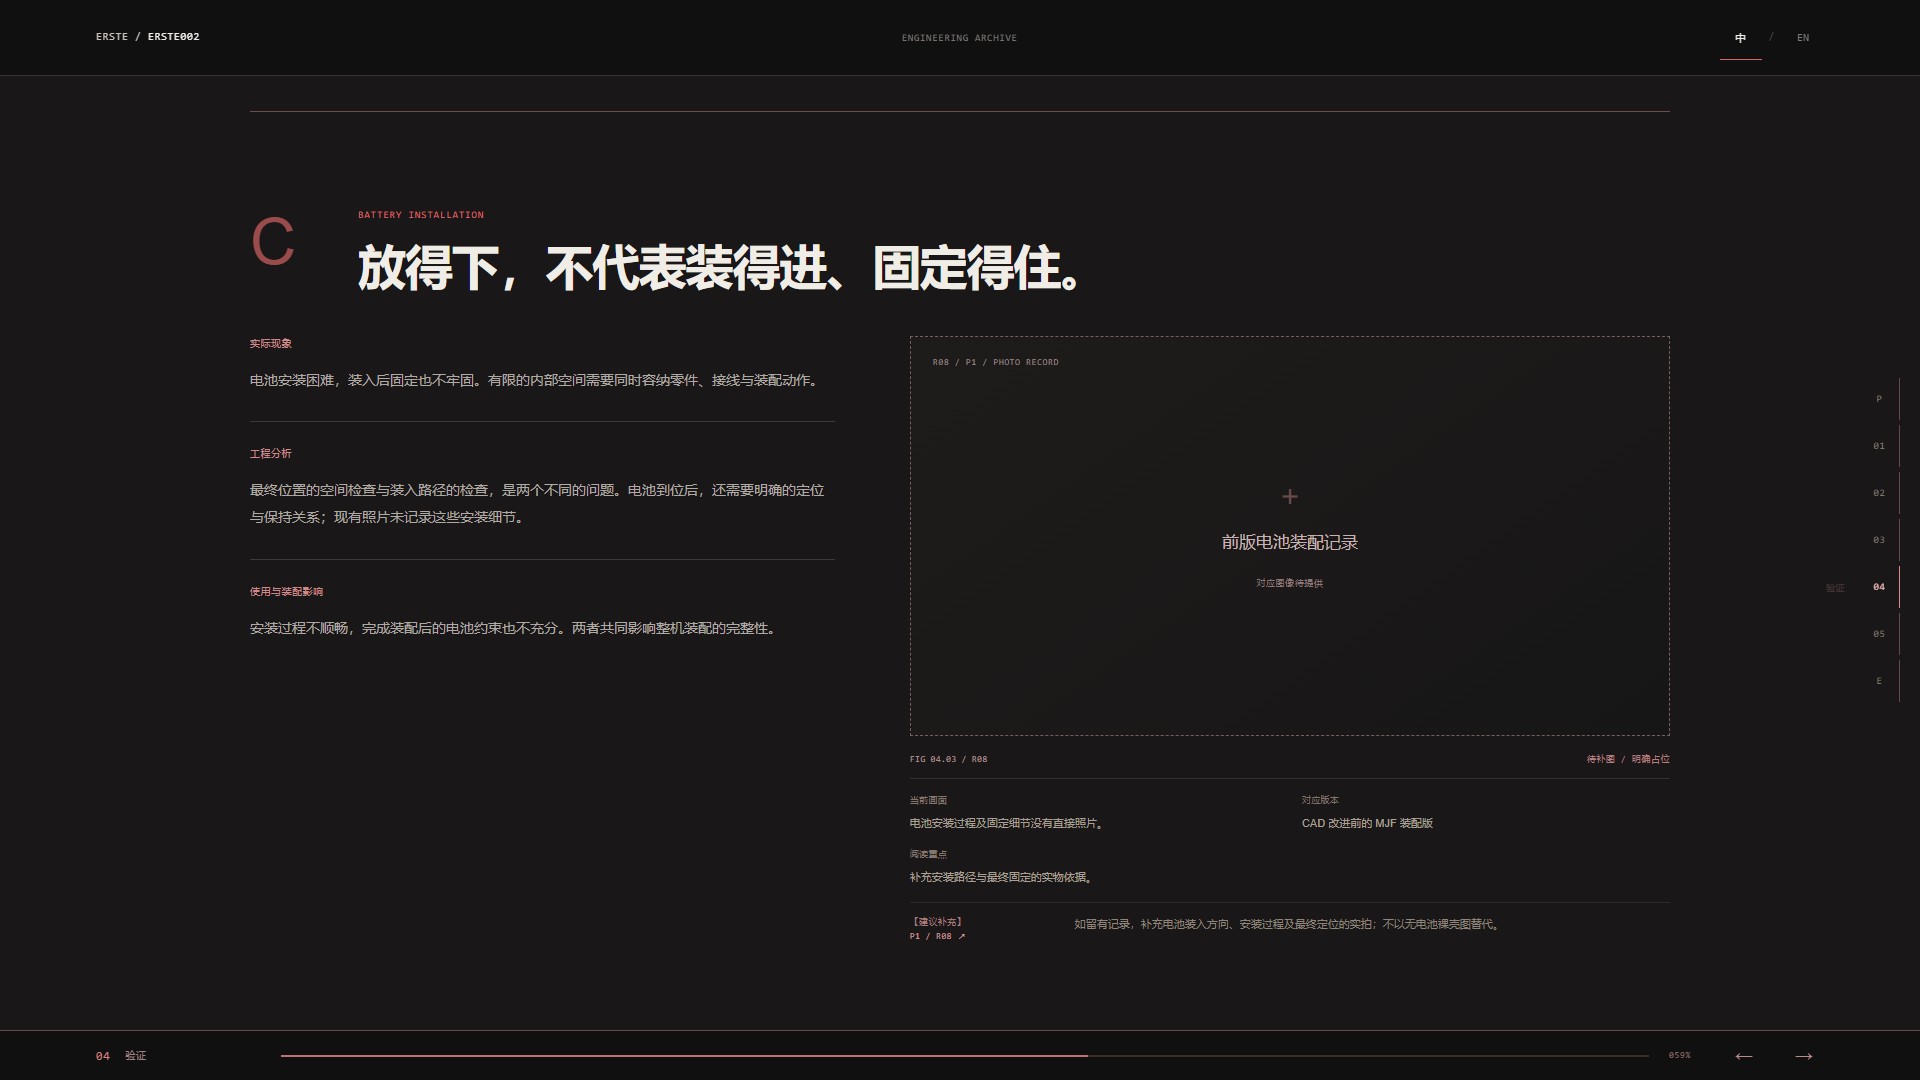 ERSTE / ERSTE002
ENGINEERING ARCHIVE
中 / EN
C
BATTERY INSTALLATION
放得下，不代表装得进、固定得住。
实际现象
电池安装困难，装入后固定也不牢固。有限的内部空间需要同时容纳零件、接线与装配动作。
工程分析
最终位置的空间检查与装入路径的检查，是两个不同的问题。电池到位后，还需要明确的定位
与保持关系；现有照片未记录这些安装细节。
使用与装配影响
安装过程不顺畅，完成装配后的电池约束也不充分。两者共同影响整机装配的完整性。
R08 / P1 / PHOTO RECORD
+
前版电池装配记录
对应图像待提供
FIG 04.03 / R08
待补图 / 明确占位
当前画面
电池安装过程及固定细节没有直接照片。
对应版本
CAD 改进前的 MJF 装配版
阅读重点
补充安装路径与最终固定的实物依据。
【建议补充】
P1 / R08 ↗
如留有记录，补充电池装入方向、安装过程及最终定位的实拍；不以无电池裸壳图替代。
P
01
02
03
验证 04
05
E
04 验证
059%
← →